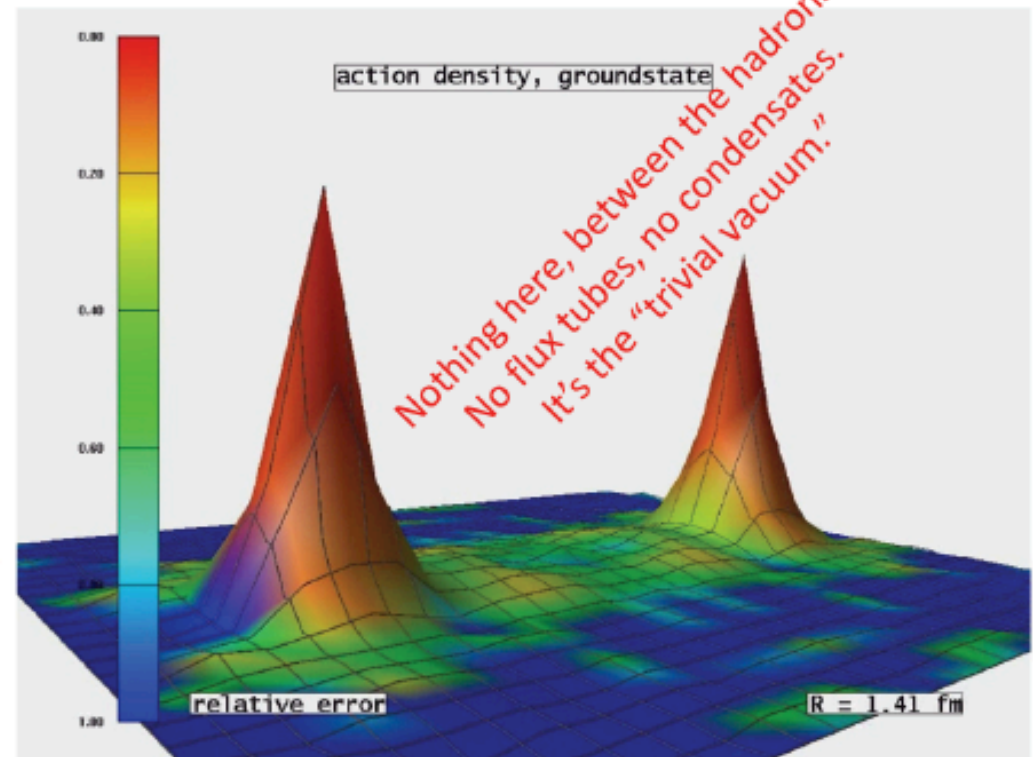 0.00
action density, groundstate
Nothing here, between the hadrons
No flux tubes, no condensates.
It's the “trivial vacuum.”
0.20
0.40
0.60
relative error
R = 1.41 fm
1.00